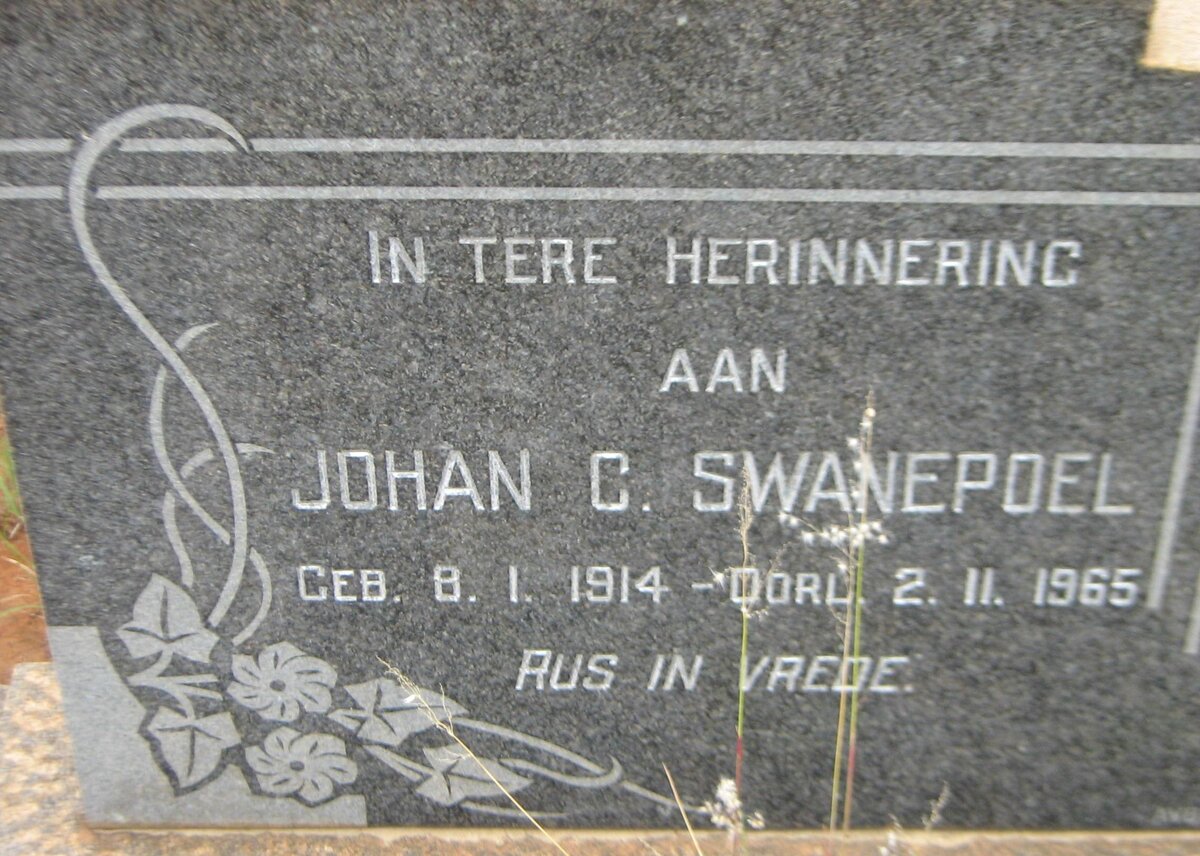 IN TERE HERINNERING
AAN
JOHAN C. SWANEPOEL
GEB. 8. 1. 1914 - OORL. 2. 11. 1965
RUS IN VREDE.